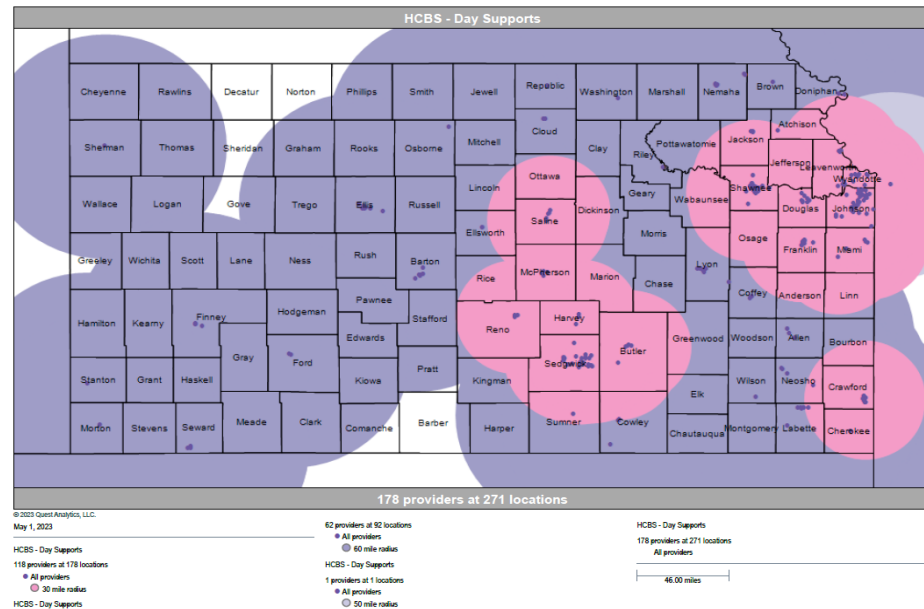 HCBS - Day Supports
Cheyenne Rawlins Decatur Norton Phillips Smith Jewell Republic Washington Marshall Nemaha Brown Doniphan
Atchison
Sherman Thomas Sheridan Graham Rooks Osborne Mitchell Cloud Clay Riley Pottawatomie Jackson
Jefferson Leavenworth
Ottawa
Wyandotte
Wallace Logan Gove Trego Ellis Russell Lincoln Geary Wabaunsee Shawnee
Saline Dickinson Douglas Johnson
Ellsworth Morris Osage
Greeley Wichita Scott Lane Ness Rush Barton Lyon Franklin Miami
Rice McPherson Marion Chase Coffey Anderson Linn
Pawnee
Hamilton Kearny Finney Hodgeman Stafford Reno Harvey
Edwards Greenwood Woodson Allen Bourbon
Gray Ford Sedgwick Butler
Stanton Grant Haskell Kiowa Pratt Kingman Elk Wilson Neosho Crawford
Morton Stevens Seward Meade Clark Comanche Barber Harper Sumner Cowley Chautauqua Montgomery Labette Cherokee
178 providers at 271 locations
© 2023 Quest Analytics, LLC.
May 1, 2023
HCBS - Day Supports
118 providers at 178 locations
All providers
30 mile radius
HCBS - Day Supports
62 providers at 92 locations
All providers
60 mile radius
HCBS - Day Supports
1 providers at 1 locations
All providers
50 mile radius
HCBS - Day Supports
178 providers at 271 locations
All providers
46.00 miles